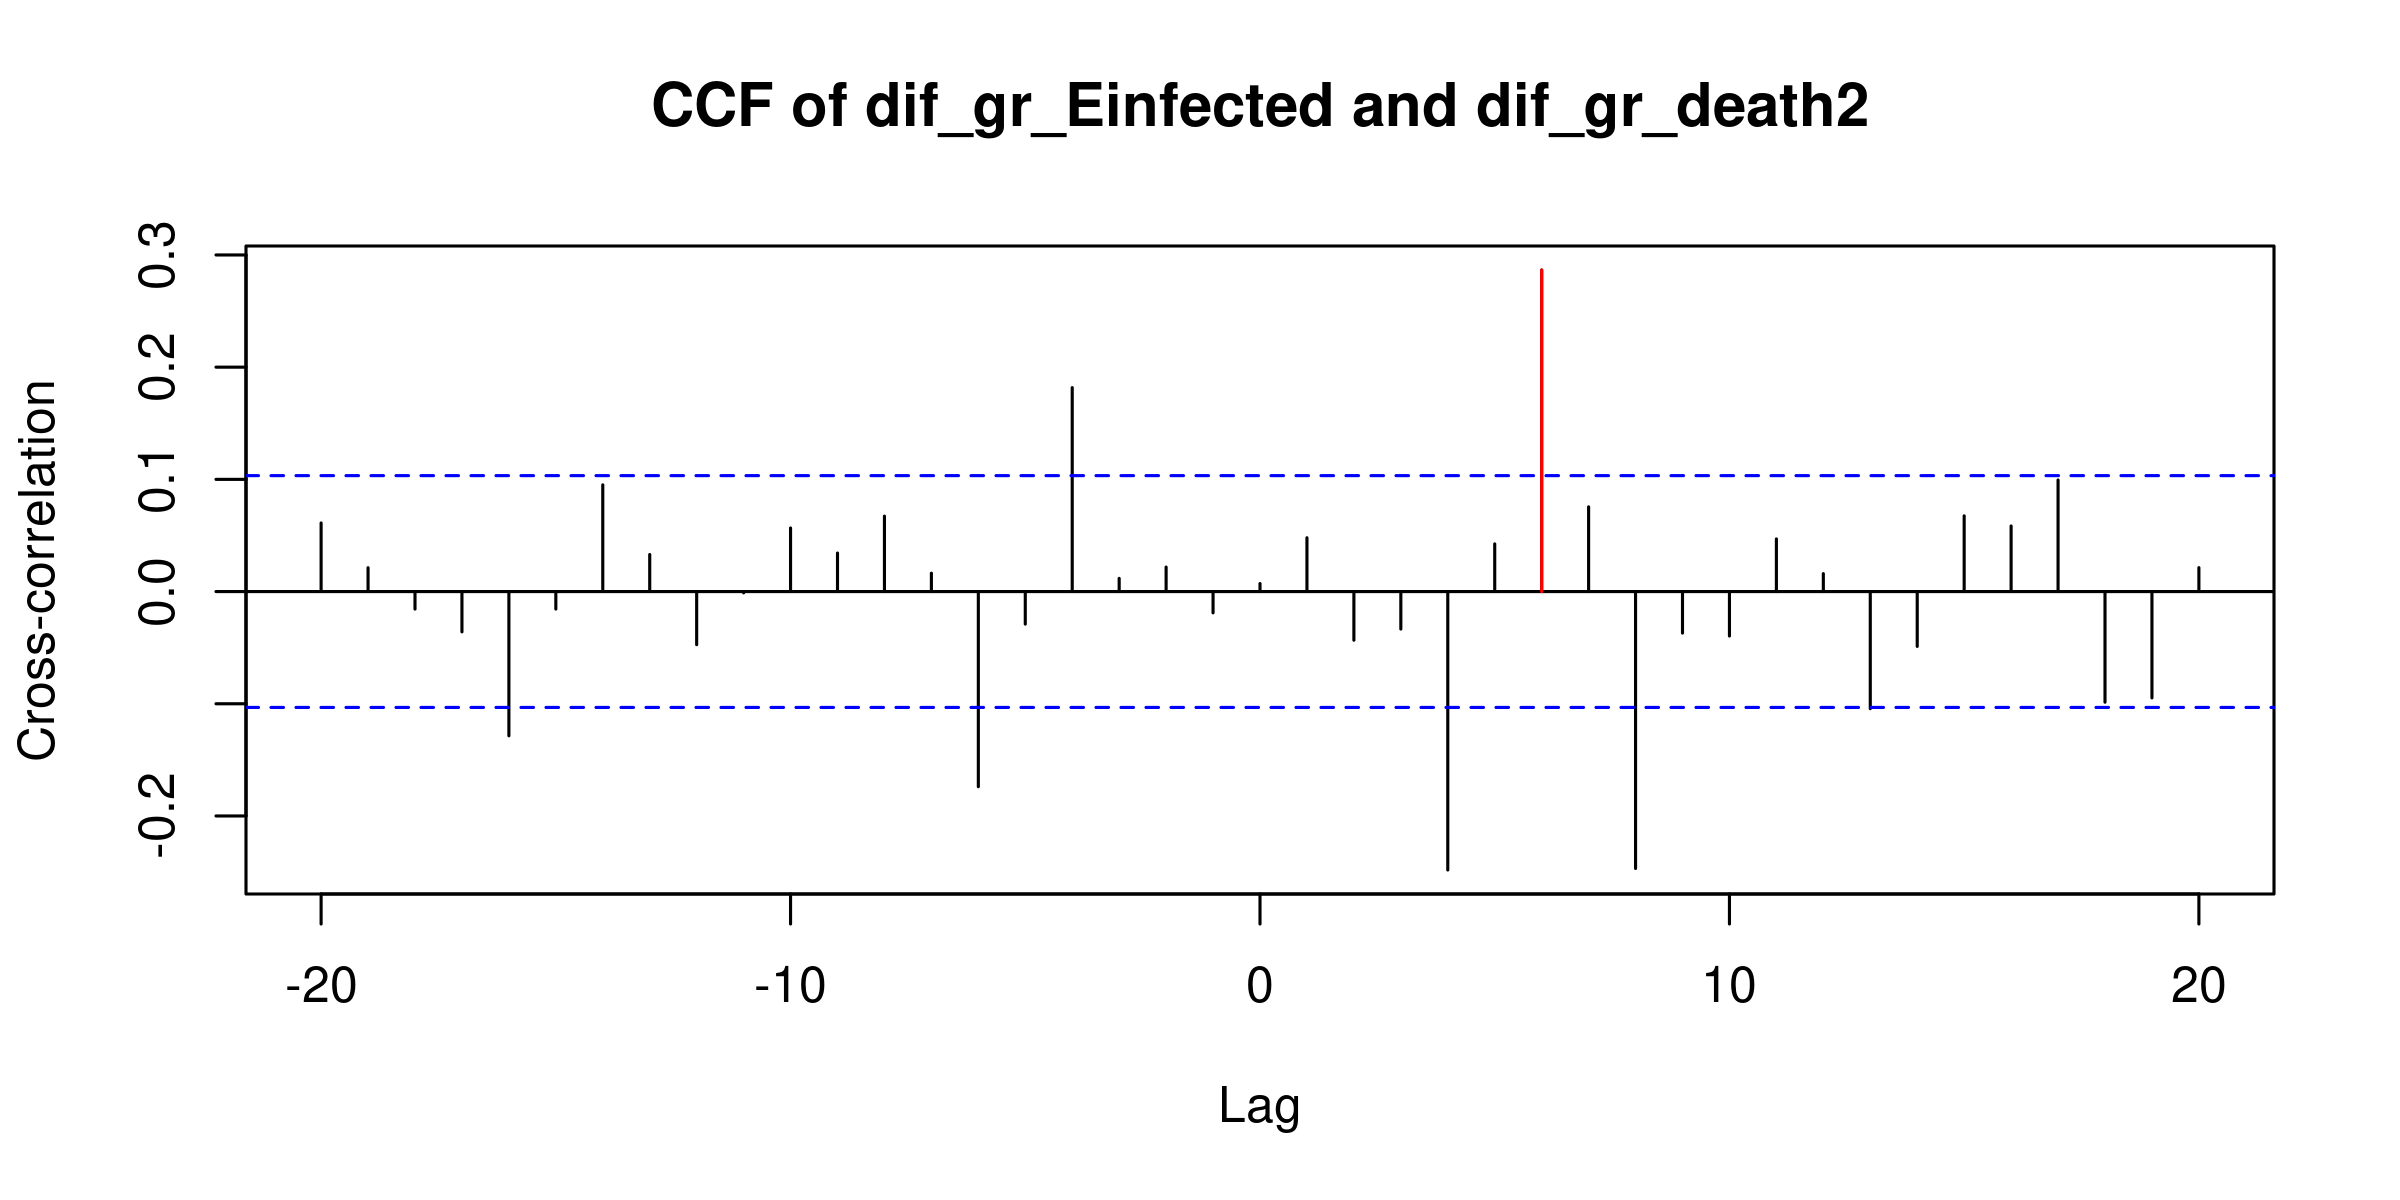 CCF of dif_gr_Einfected and dif_gr_death2
Cross-correlation
0.3
0.2
0.1
0.0
-0.2
-20 -10 0 10 20
Lag